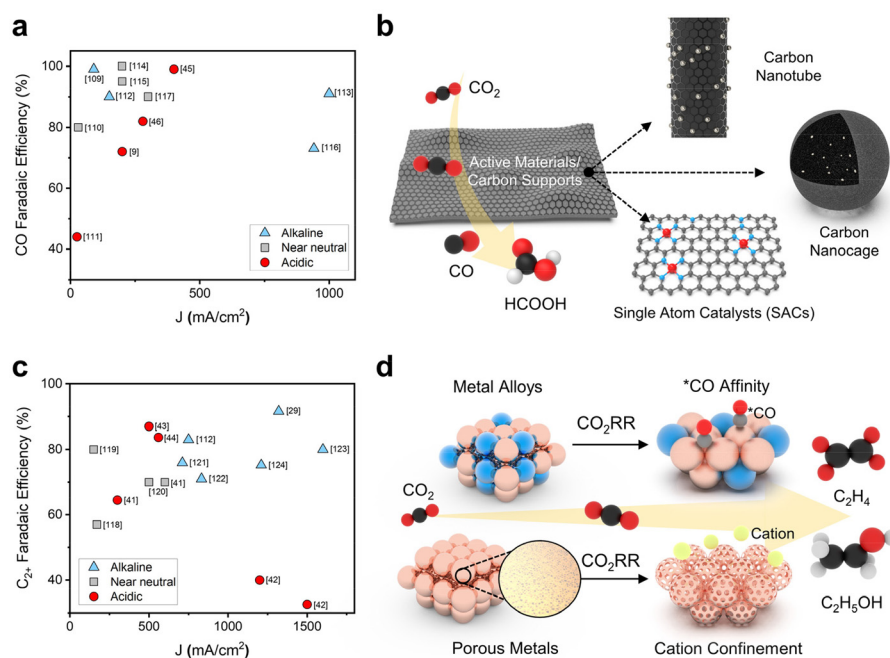 a
CO Faradaic Efficiency (%)
100
80
60
40
[109]
[114]
[115]
[45]
[112]
[117]
[113]
[110]
[46]
[9]
[116]
[111]
Alkaline
Near neutral
Acidic
0
500
1000
J (mA/cm²)
b
CO₂
Active Materials/
Carbon Supports
CO
HCOOH
Carbon
Nanotube
Carbon
Nanocage
Single Atom Catalysts (SACs)
c
C₂₊ Faradaic Efficiency (%)
100
80
60
40
[29]
[43]
[44]
[112]
[119]
[123]
[121]
[124]
[120]
[41]
[122]
[41]
[118]
[42]
[42]
Alkaline
Near neutral
Acidic
0
500
1000
1500
J (mA/cm²)
d
Metal Alloys
*CO Affinity
CO₂RR
*CO
CO₂
C₂H₄
Cation
CO₂RR
C₂H₅OH
Porous Metals
Cation Confinement